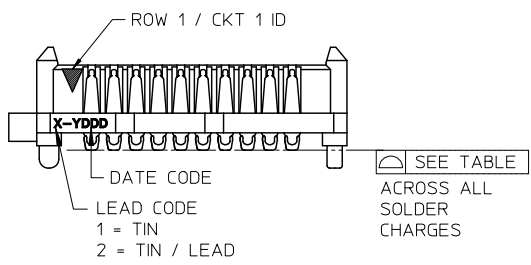 ROW 1 / CKT 1 ID
X-YDDD
SEE TABLE
ACROSS ALL
SOLDER
CHARGES
DATE CODE
LEAD CODE
1 = TIN
2 = TIN / LEAD